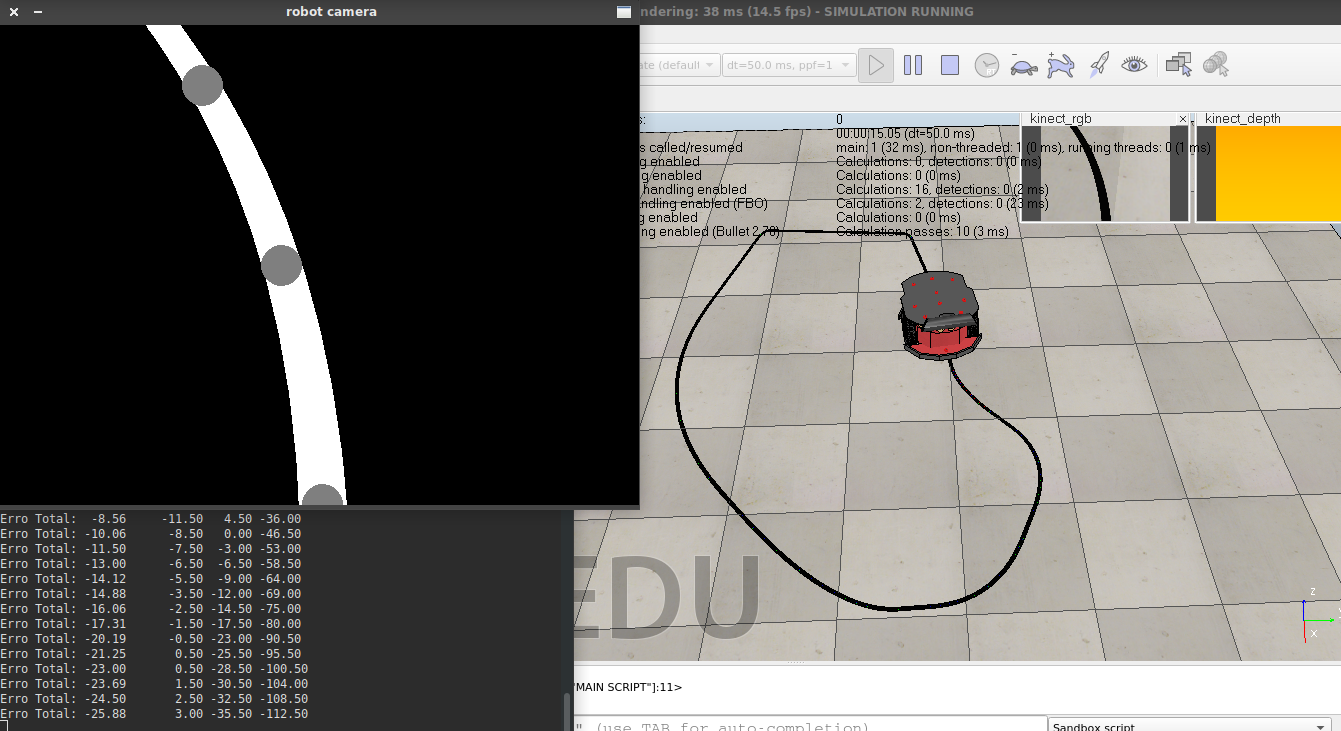 robot camera
ndering: 38 ms (14.5 fps) - SIMULATION RUNNING
ate (defaul
dt=50.0 ms, ppf=1
s: 0
00:00:15.05 (dt=50.0 ms)
s called/resumed main: 1 (32 ms), non-threaded: 1 (0 ms), running threads: 0 (1 ms)
g enabled Calculations: 0, detections: 0 (0 ms)
g enabled Calculations: 0 (0 ms)
handling enabled Calculations: 16, detections: 0 (2 ms)
ndling enabled (FBO) Calculations: 2, detections: 0 (23 ms)
g enabled Calculations: 0 (0 ms)
ng enabled (Bullet 2.78) Calculation passes: 10 (3 ms)
kinect_rgb
kinect_depth
EDU
z
x
Erro Total: -8.56 -11.50 4.50 -36.00
Erro Total: -10.06 -8.50 0.00 -46.50
Erro Total: -11.50 -7.50 -3.00 -53.00
Erro Total: -13.00 -6.50 -6.50 -58.50
Erro Total: -14.12 -5.50 -9.00 -64.00
Erro Total: -14.88 -3.50 -12.00 -69.00
Erro Total: -16.06 -2.50 -14.50 -75.00
Erro Total: -17.31 -1.50 -17.50 -80.00
Erro Total: -20.19 -0.50 -23.00 -90.50
Erro Total: -21.25 0.50 -25.50 -95.50
Erro Total: -23.00 0.50 -28.50 -100.50
Erro Total: -23.69 1.50 -30.50 -104.00
Erro Total: -24.50 2.50 -32.50 -108.50
Erro Total: -25.88 3.00 -35.50 -112.50
"MAIN SCRIPT"]:11>
" (use TAB for auto-completion)
Sandbox script